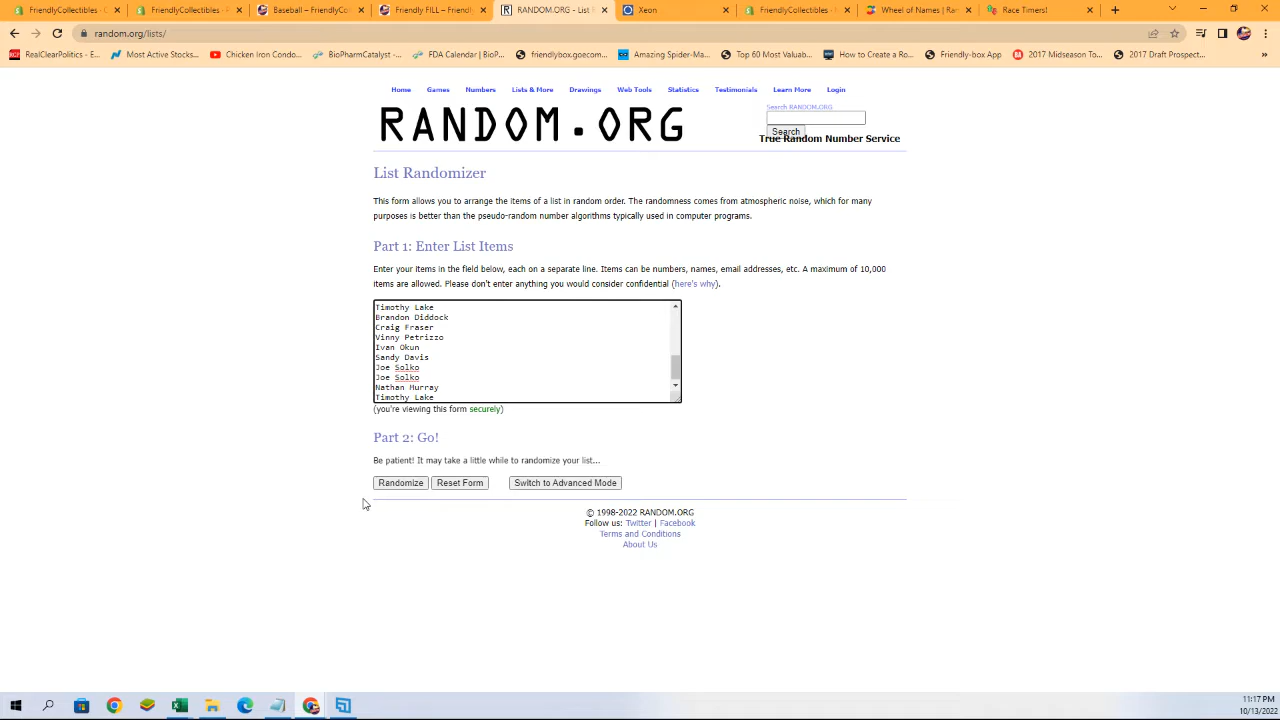 FriendlyCollectibles - D
FriendlyCollectibles - P
Baseball – FriendlyCo
Friendly FILL – Friendly
RANDOM.ORG - List R
Xeon
FriendlyCollectibles – P
Wheel of Names | Ra
Race Timers!
random.org/lists/
RealClearPolitics - E...
Most Active Stocks...
Chicken Iron Condo...
BioPharmCatalyst -...
FDA Calendar | BioP...
friendlybox.goecom...
Amazing Spider-Ma...
Top 60 Most Valuab...
How to Create a Ro...
Friendly-box App
2017 Midseason To...
2017 Draft Prospect...
Home Games Numbers Lists & More Drawings Web Tools Statistics Testimonials Learn More Login
RANDOM.ORG
Search RANDOM.ORG
Search
True Random Number Service
List Randomizer
This form allows you to arrange the items of a list in random order. The randomness comes from atmospheric noise, which for many
purposes is better than the pseudo-random number algorithms typically used in computer programs.
Part 1: Enter List Items
Enter your items in the field below, each on a separate line. Items can be numbers, names, email addresses, etc. A maximum of 10,000
items are allowed. Please don't enter anything you would consider confidential (here's why).
Timothy Lake
Brandon Diddock
Craig Fraser
Vinny Petrizzo
Ivan Okun
Sandy Davis
Joe Solko
Joe Solko
Nathan Murray
Timothy Lake
(you're viewing this form securely)
Part 2: Go!
Be patient! It may take a little while to randomize your list...
Randomize Reset Form Switch to Advanced Mode
© 1998-2022 RANDOM.ORG
Follow us: Twitter | Facebook
Terms and Conditions
About Us
11:17 PM
10/13/2022